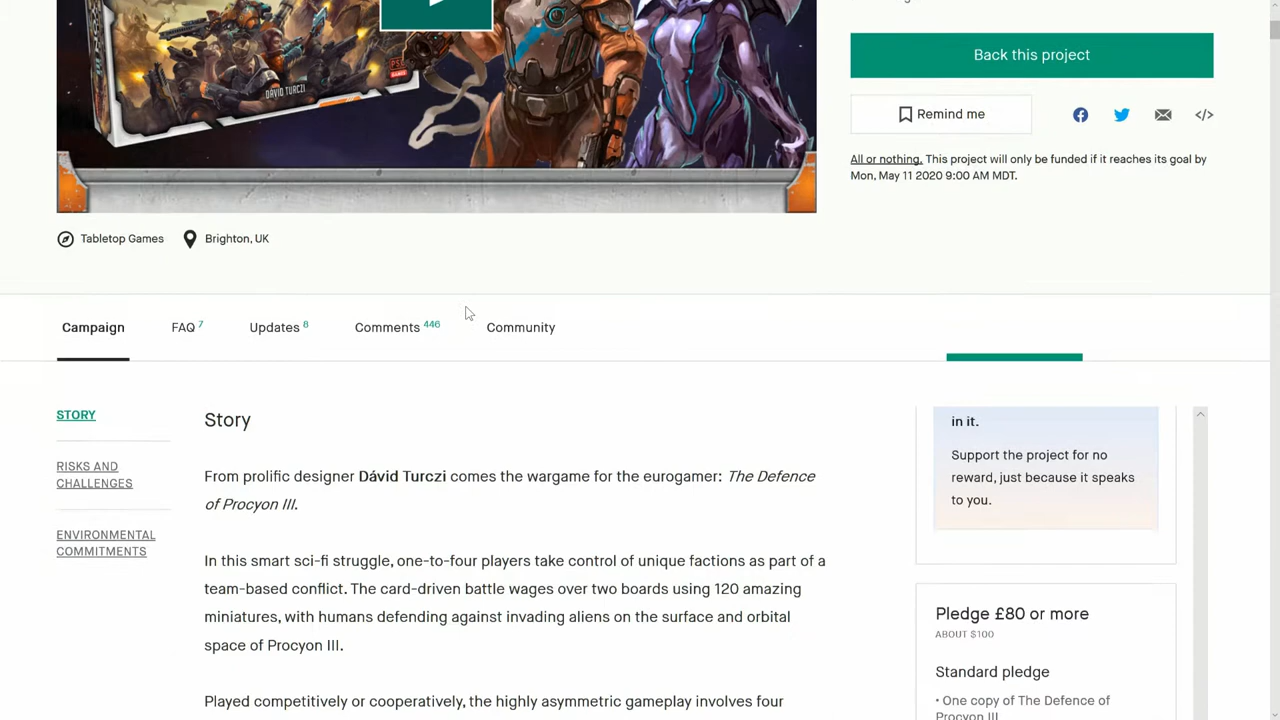 PSC
GAMES
DÁVID TURCZI
Back this project
Remind me
</>
All or nothing. This project will only be funded if it reaches its goal by
Mon, May 11 2020 9:00 AM MDT.
Tabletop Games
Brighton, UK
Campaign
FAQ 7
Updates 8
Comments 446
Community
STORY
RISKS AND
CHALLENGES
ENVIRONMENTAL
COMMITMENTS
Story
From prolific designer Dávid Turczi comes the wargame for the eurogamer: The Defence
of Procyon III.
In this smart sci-fi struggle, one-to-four players take control of unique factions as part of a
team-based conflict. The card-driven battle wages over two boards using 120 amazing
miniatures, with humans defending against invading aliens on the surface and orbital
space of Procyon III.
Played competitively or cooperatively, the highly asymmetric gameplay involves four
in it.
Support the project for no
reward, just because it speaks
to you.
Pledge £80 or more
ABOUT $100
Standard pledge
• One copy of The Defence of
Procyon III